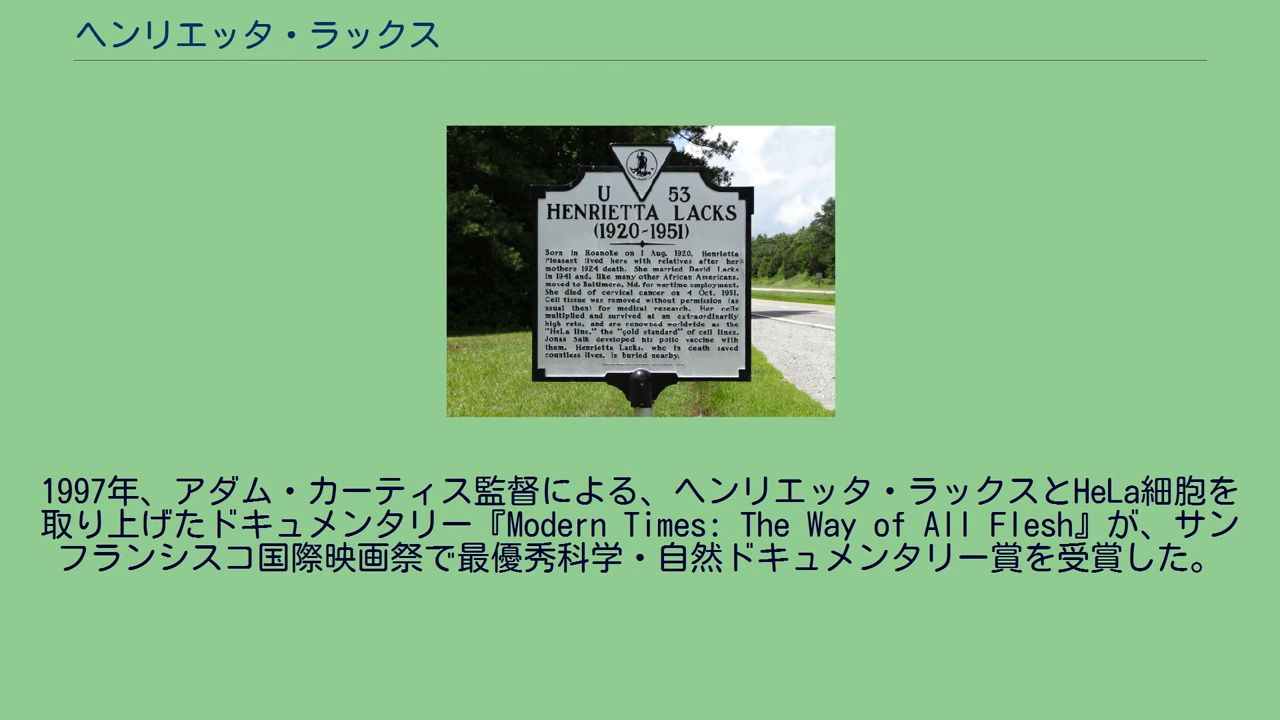 ヘンリエッタ・ラックス
U 53
HENRIETTA LACKS
(1920-1951)
Born in Roanoke on 1 Aug. 1920, Henrietta
Pleasant lived here with relatives after her
mothers 1924 death. She married David Lacks
in 1941 and, like many other African Americans,
moved to Baltimore, Md. for wartime employment.
She died of cervical cancer on 4 Oct. 1951.
Cell tissue was removed without permission (as
usual then) for medical research. Her cells
multiplied and survived at an extraordinarily
high rate, and are renowned worldwide as the
"HeLa line," the "gold standard" of cell lines.
Jonas Salk developed his polio vaccine with
them. Henrietta Lacks, who in death saved
countless lives, is buried nearby.
1997年、アダム・カーティス監督による、ヘンリエッタ・ラックスとHeLa細胞を
取り上げたドキュメンタリー『Modern Times: The Way of All Flesh』が、サン
フランシスコ国際映画祭で最優秀科学・自然ドキュメンタリー賞を受賞した。